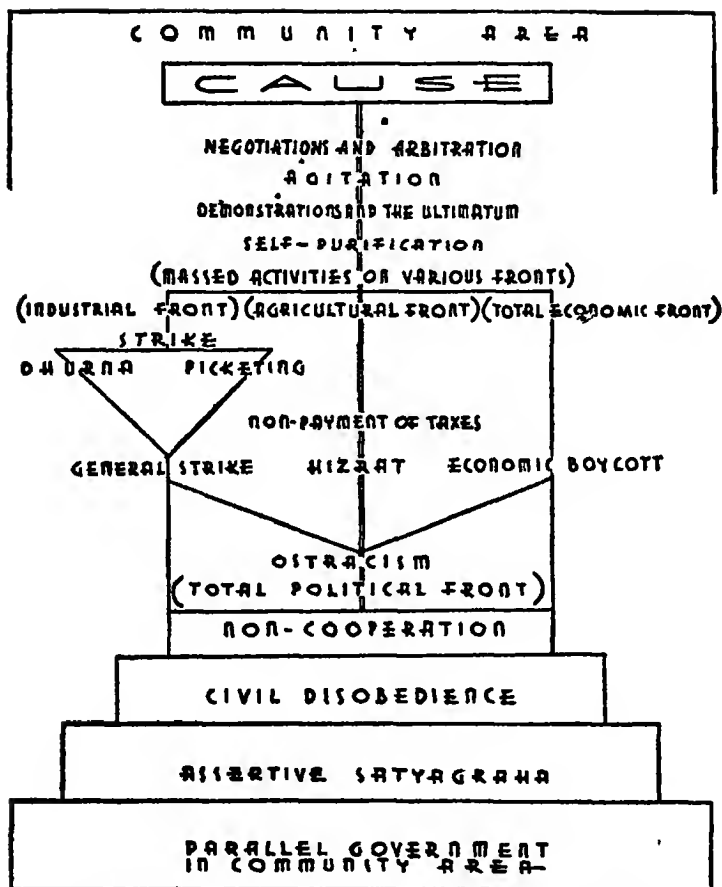 COMMUNITY AREA
CAUSE
NEGOTIATIONS AND ARBITRATION
AGITATION
DEMONSTRATIONS AND THE ULTIMATUM
SELF-PURIFICATION
(MASSED ACTIVITIES ON VARIOUS FRONTS)
(INDUSTRIAL FRONT) (AGRICULTURAL FRONT) (TOTAL ECONOMIC FRONT)
STRIKE
DHURNA PICKETING
NON-PAYMENT OF TAXES
GENERAL STRIKE HIZRAT ECONOMIC BOYCOTT
OSTRACISM
(TOTAL POLITICAL FRONT)
NON-COOPERATION
CIVIL DISOBEDIENCE
ASSERTIVE SATYAGRAHA
PARALLEL GOVERNMENT
IN COMMUNITY AREA